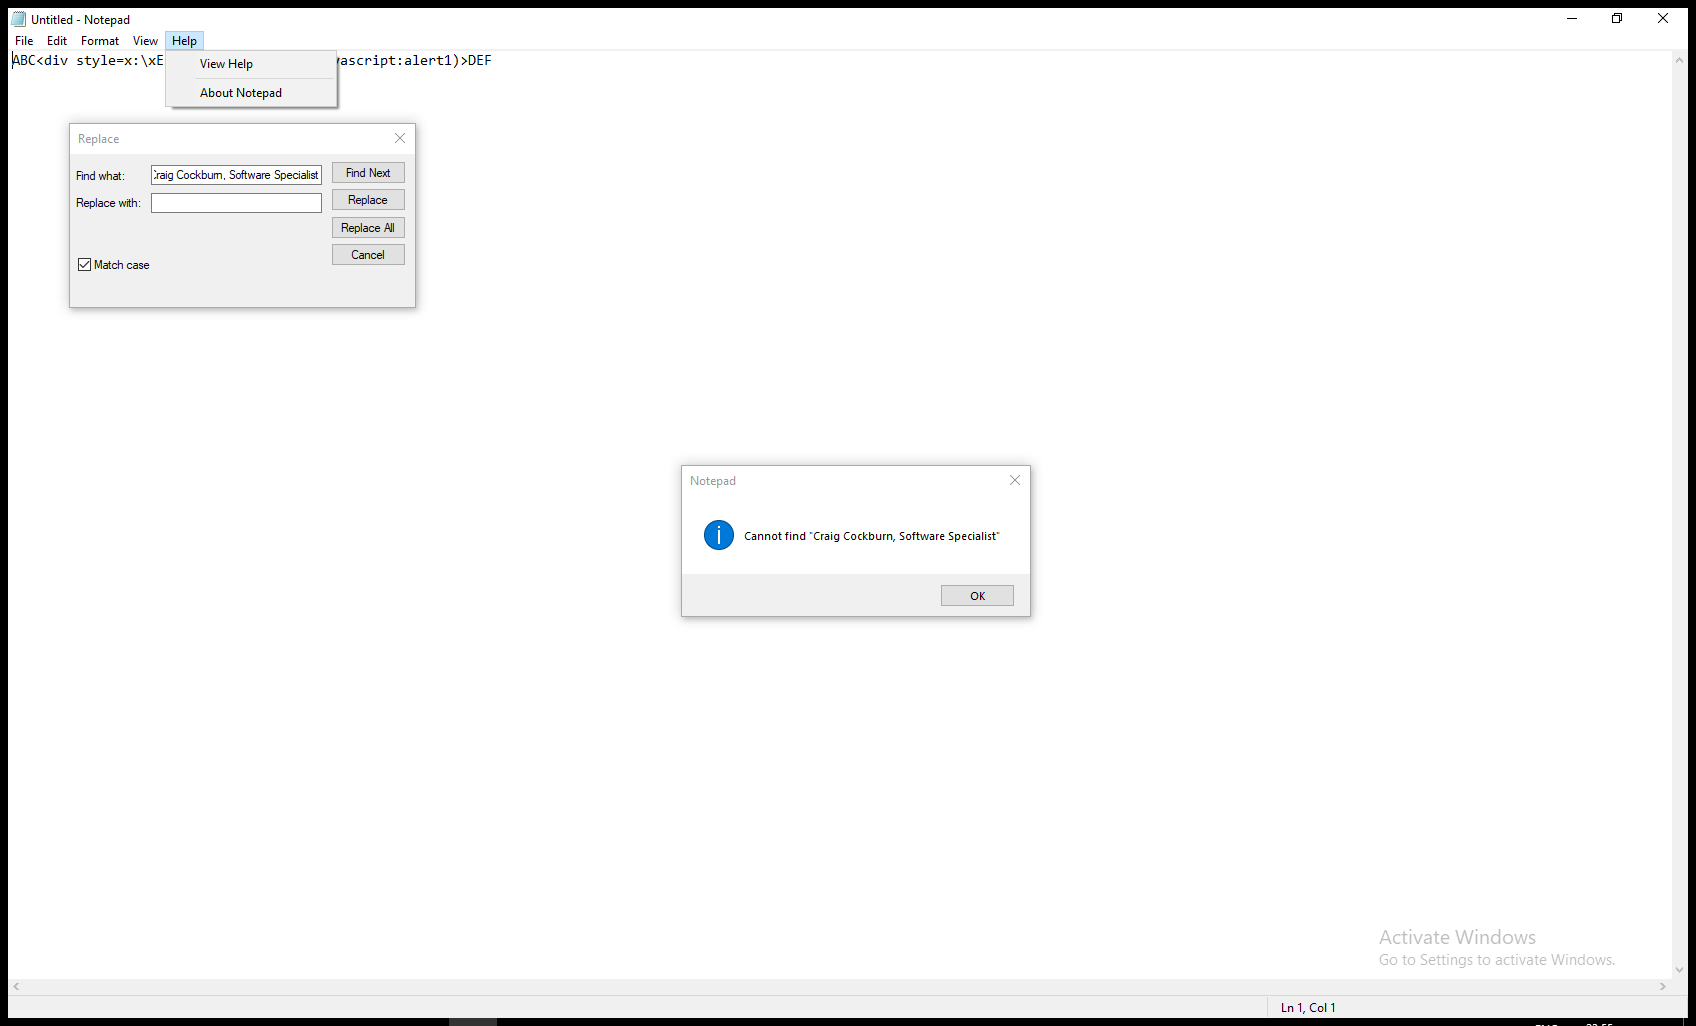 Untitled - Notepad
File Edit Format View Help
ABC<div style=x:\xE ascript:alert1)>DEF
View Help
About Notepad
Replace
Find what: Craig Cockburn, Software Specialist Find Next
Replace with: Replace
Replace All
Cancel
Match case
Notepad
Cannot find "Craig Cockburn, Software Specialist"
OK
Activate Windows
Go to Settings to activate Windows.
Ln 1, Col 1